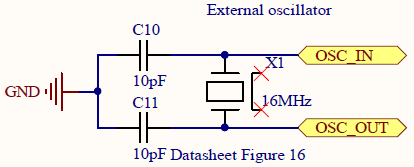 External oscillator
C10
OSC_IN
X1
10pF
GND
C11
16MHz
OSC_OUT
10pF
Datasheet Figure 16